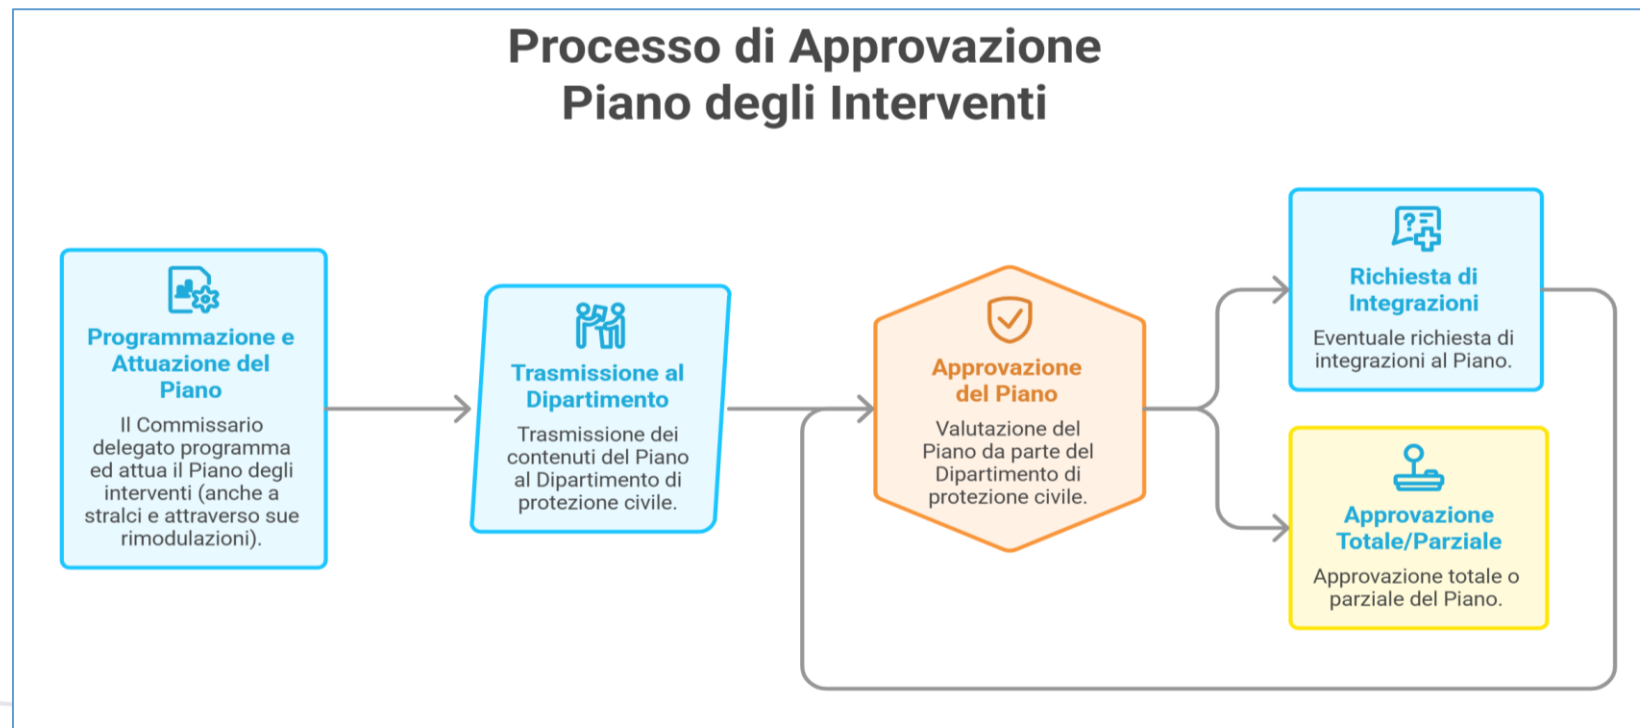 Processo di Approvazione
Piano degli Interventi
Programmazione e
Attuazione del
Piano
Il Commissario
delegato programma
ed attua il Piano degli
interventi (anche a
stralci e attraverso sue
rimodulazioni).
Trasmissione al
Dipartimento
Trasmissione dei
contenuti del Piano
al Dipartimento di
protezione civile.
Approvazione
del Piano
Valutazione del
Piano da parte del
Dipartimento di
protezione civile.
?
Richiesta di
Integrazioni
Eventuale richiesta di
integrazioni al Piano.
Approvazione
Totale/Parziale
Approvazione totale o
parziale del Piano.